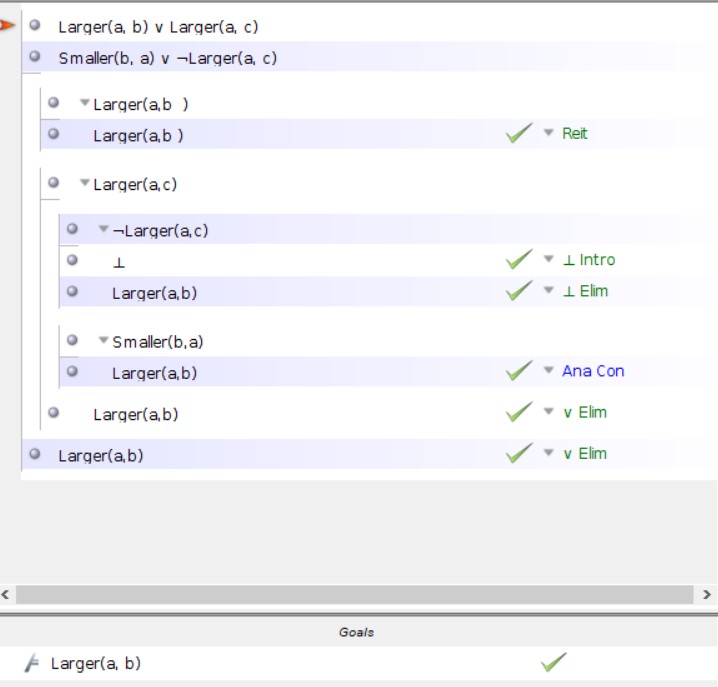 Larger(a, b) ∨ Larger(a, c)
Smaller(b, a) ∨ ¬Larger(a, c)
Larger(a,b )
Larger(a,b ) Reit
Larger(a,c)
¬Larger(a,c)
⊥ ⊥ Intro
Larger(a,b) ⊥ Elim
Smaller(b,a)
Larger(a,b) Ana Con
Larger(a,b) ∨ Elim
Larger(a,b) ∨ Elim
Goals
Larger(a, b)